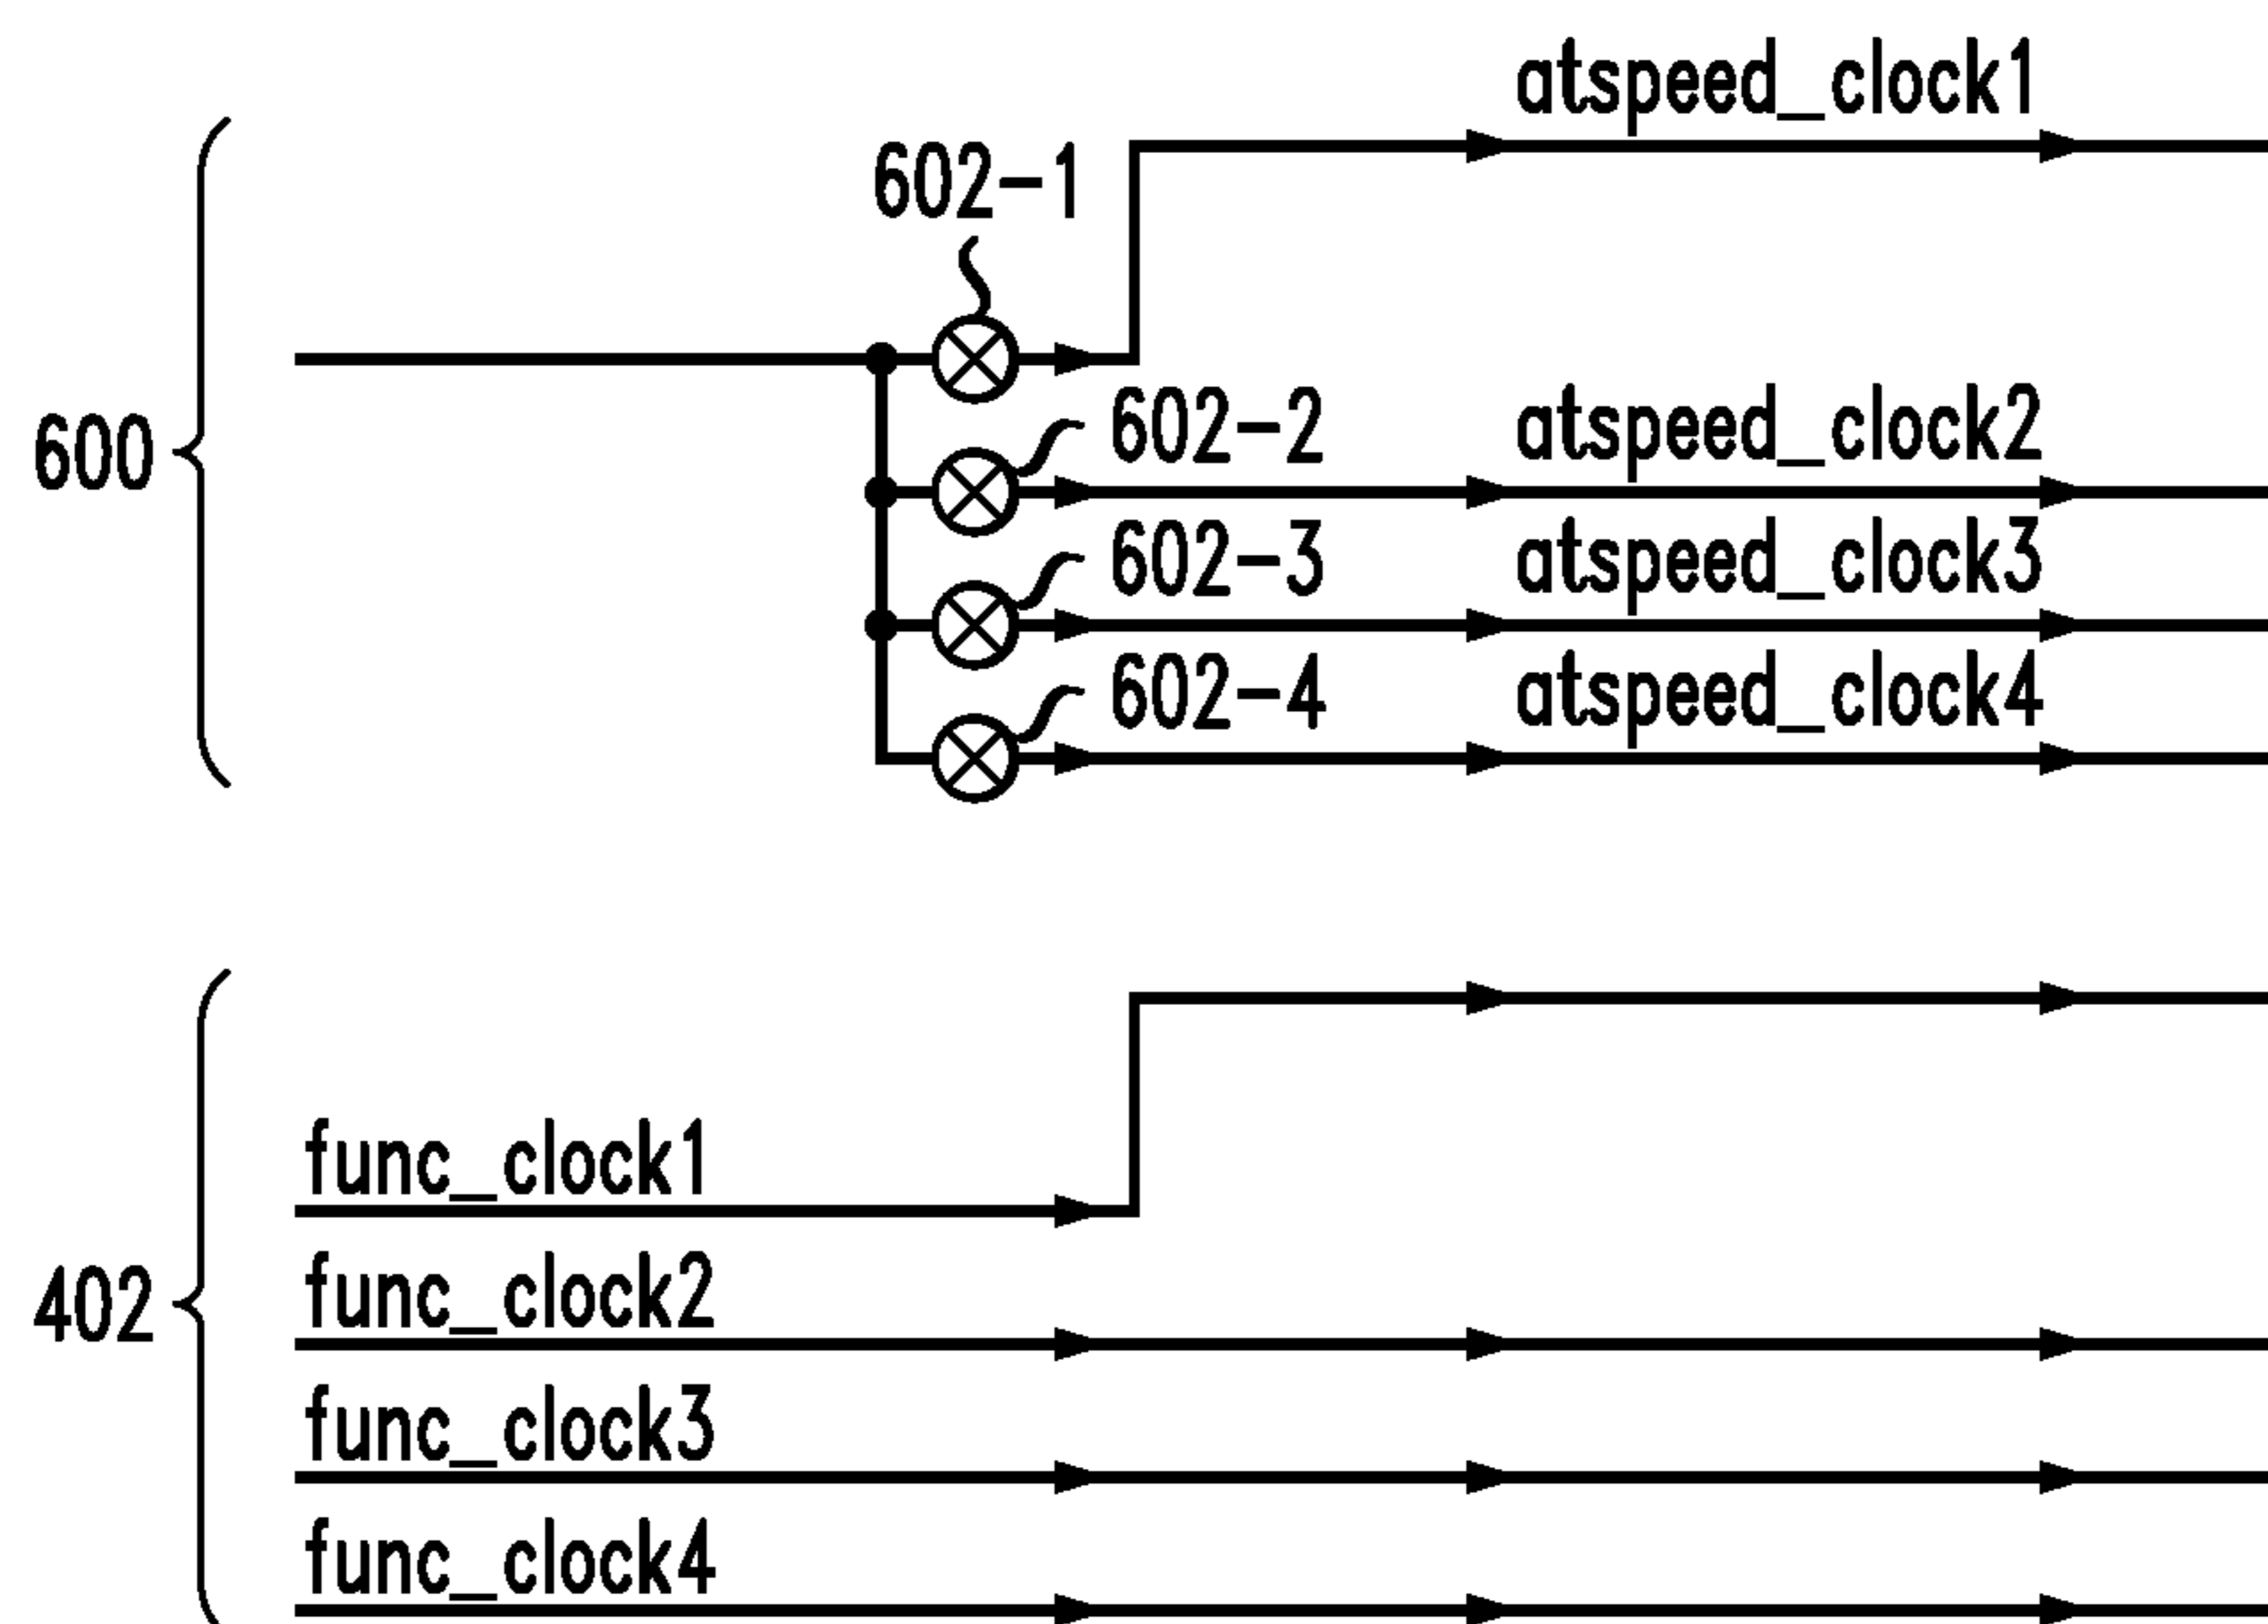 atspeed_clock1
602-1
602-2
atspeed_clock2
600
602-3
atspeed_clock3
602-4
atspeed_clock4
func_clock1
402
func_clock2
func_clock3
func_clock4